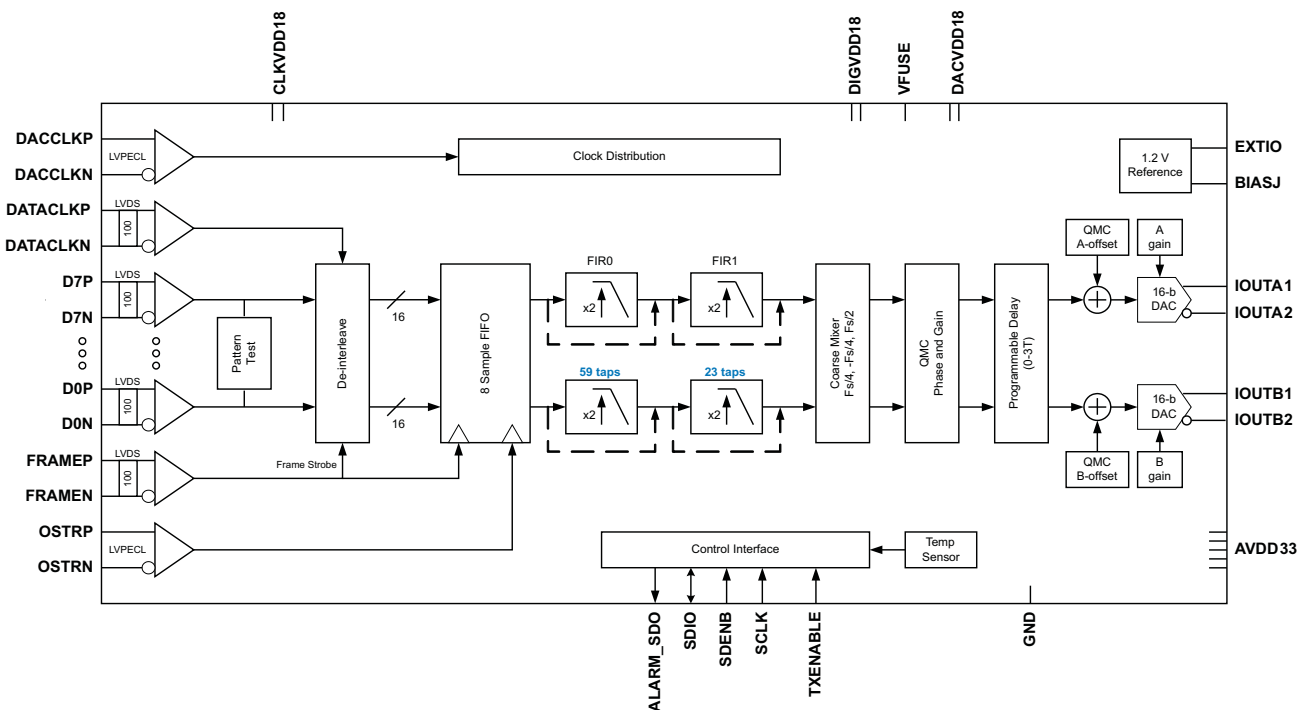 CLKVDD18
DIGVDD18
VFUSE
DACVDD18
DACCLKP
LVPECL
DACCLKN
Clock Distribution
1.2 V
Reference
EXTIO
BIASJ
DATACLKP
LVDS
100
DATACLKN
D7P
LVDS
100
D7N
Pattern
Test
D0P
LVDS
100
D0N
De-interleave
16
16
8 Sample FIFO
FIR0
x2
FIR1
x2
59 taps
x2
23 taps
x2
Coarse Mixer
Fs/4, -Fs/4, Fs/2
QMC
Phase and Gain
Programmable Delay
(0-3T)
QMC
A-offset
A
gain
16-b
DAC
IOUTA1
IOUTA2
16-b
DAC
IOUTB1
IOUTB2
QMC
B-offset
B
gain
FRAMEP
LVDS
100
FRAMEN
Frame Strobe
OSTRP
LVPECL
OSTRN
Control Interface
Temp
Sensor
AVDD33
ALARM_SDO
SDIO
SDENB
SCLK
TXENABLE
GND